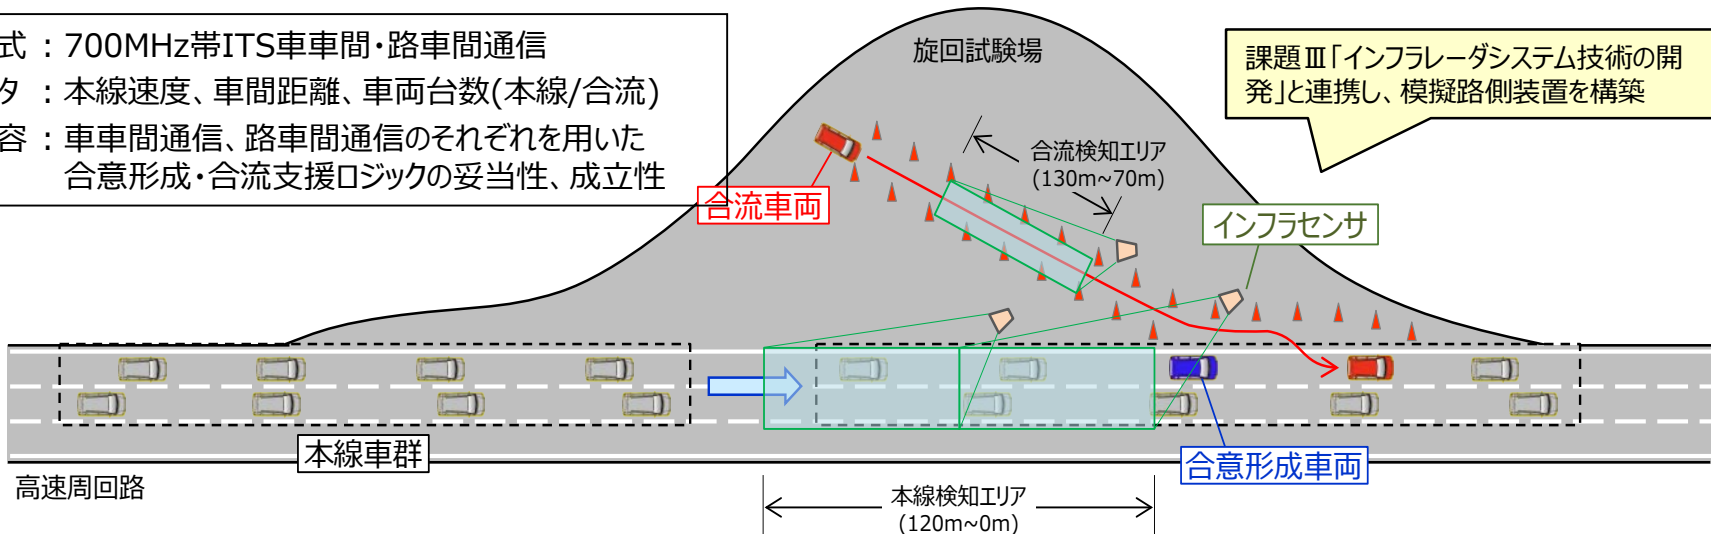 式 : 700MHz帯ITS車車間・路車間通信
タ : 本線速度、車間距離、車両台数(本線/合流)
容 : 車車間通信、路車間通信のそれぞれを用いた
合意形成・合流支援ロジックの妥当性、成立性
旋回試験場
課題Ⅲ「インフラレーダシステム技術の開
発」と連携し、模擬路側装置を構築
合流検知エリア
(130m~70m)
合流車両
インフラセンサ
本線車群
合意形成車両
高速周回路
本線検知エリア
(120m~0m)